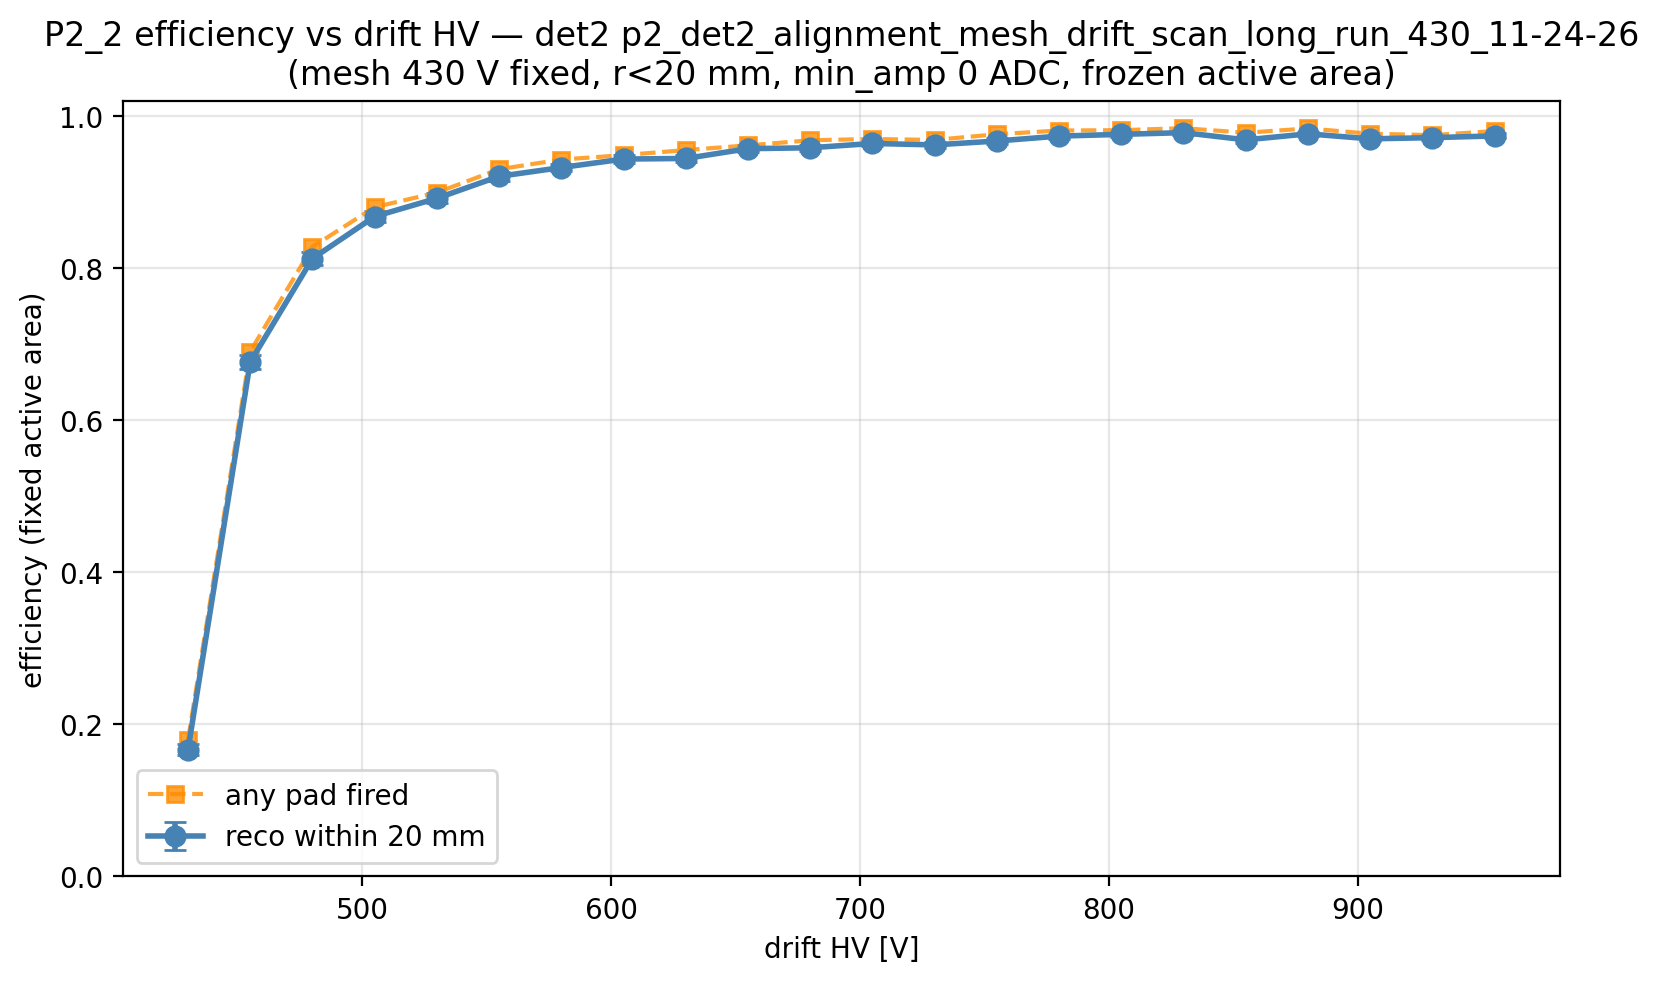 P2_2 efficiency vs drift HV — det2 p2_det2_alignment_mesh_drift_scan_long_run_430_11-24-26
(mesh 430 V fixed, r<20 mm, min_amp 0 ADC, frozen active area)
efficiency (fixed active area)
1.0
0.8
0.6
0.4
0.2
0.0
any pad fired
reco within 20 mm
500
600
700
800
900
drift HV [V]